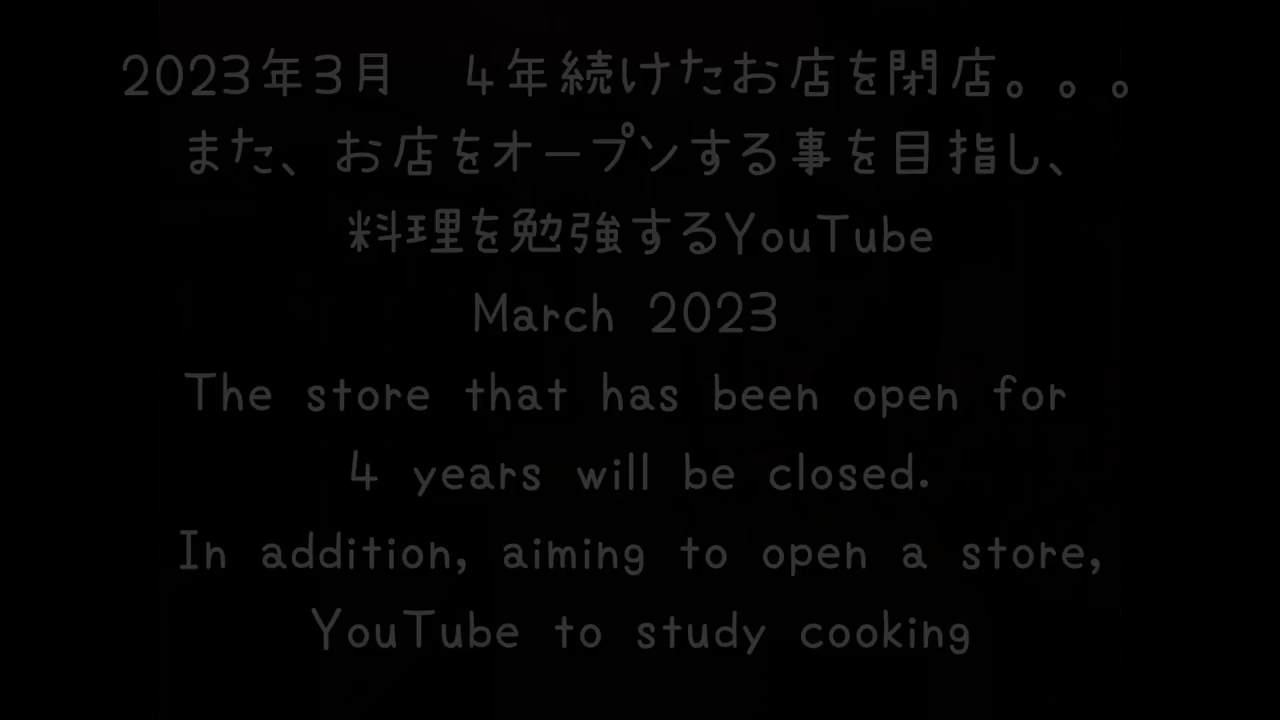 2023年3月　4年続けたお店を閉店。。。
また、お店をオープンする事を目指し、
料理を勉強するYouTube
March 2023
The store that has been open for
4 years will be closed.
In addition, aiming to open a store,
YouTube to study cooking